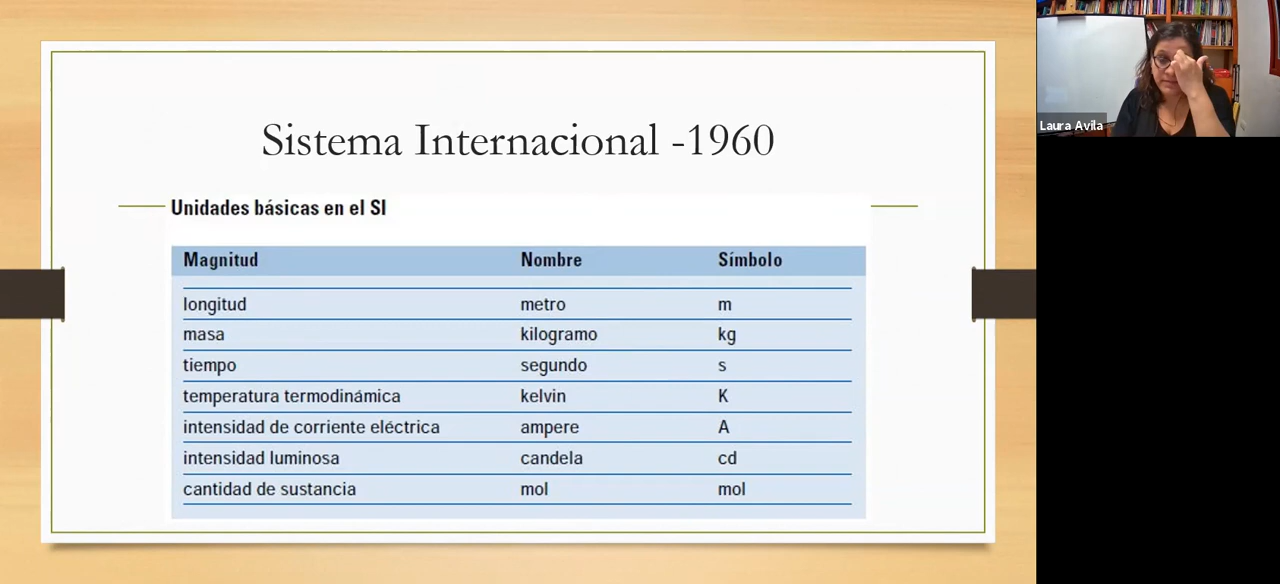 Sistema Internacional -1960
Unidades básicas en el SI
Magnitud Nombre Símbolo
longitud metro m
masa kilogramo kg
tiempo segundo s
temperatura termodinámica kelvin K
intensidad de corriente eléctrica ampere A
intensidad luminosa candela cd
cantidad de sustancia mol mol
Laura Avila